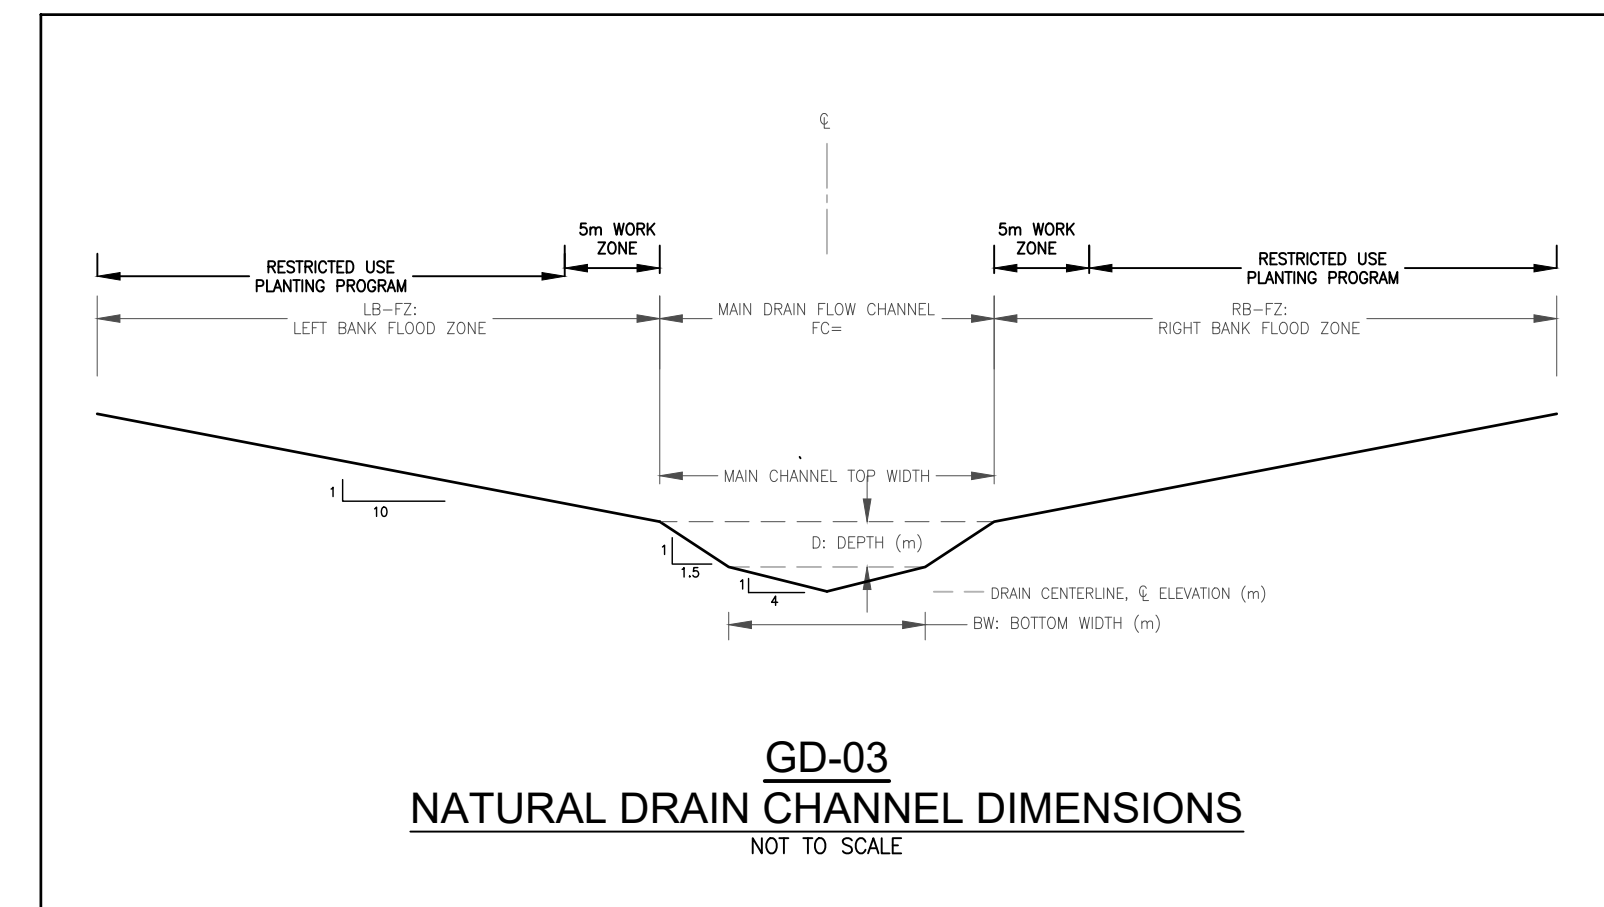 ℄
5m WORK
ZONE
5m WORK
ZONE
RESTRICTED USE
PLANTING PROGRAM
RESTRICTED USE
PLANTING PROGRAM
LB-FZ:
LEFT BANK FLOOD ZONE
MAIN DRAIN FLOW CHANNEL
FC=
RB-FZ:
RIGHT BANK FLOOD ZONE
MAIN CHANNEL TOP WIDTH
1
10
D: DEPTH (m)
1
1.5
1
4
DRAIN CENTERLINE, ℄ ELEVATION (m)
BW: BOTTOM WIDTH (m)
GD-03
NATURAL DRAIN CHANNEL DIMENSIONS
NOT TO SCALE